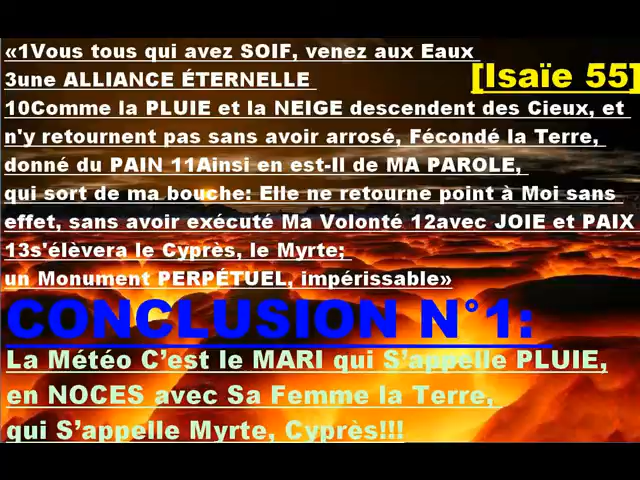 «1Vous tous qui avez SOIF, venez aux Eaux
3une ALLIANCE ÉTERNELLE
[Isaïe 55]
10Comme la PLUIE et la NEIGE descendent des Cieux, et
n'y retournent pas sans avoir arrosé, Fécondé la Terre,
donné du PAIN 11Ainsi en est-Il de MA PAROLE,
qui sort de ma bouche: Elle ne retourne point à Moi sans
effet, sans avoir exécuté Ma Volonté 12avec JOIE et PAIX
13s'élèvera le Cyprès, le Myrte;
un Monument PERPÉTUEL, impérissable»
CONCLUSION N°1:
La Météo C’est le MARI qui S’appelle PLUIE,
en NOCES avec Sa Femme la Terre,
qui S’appelle Myrte, Cyprès!!!